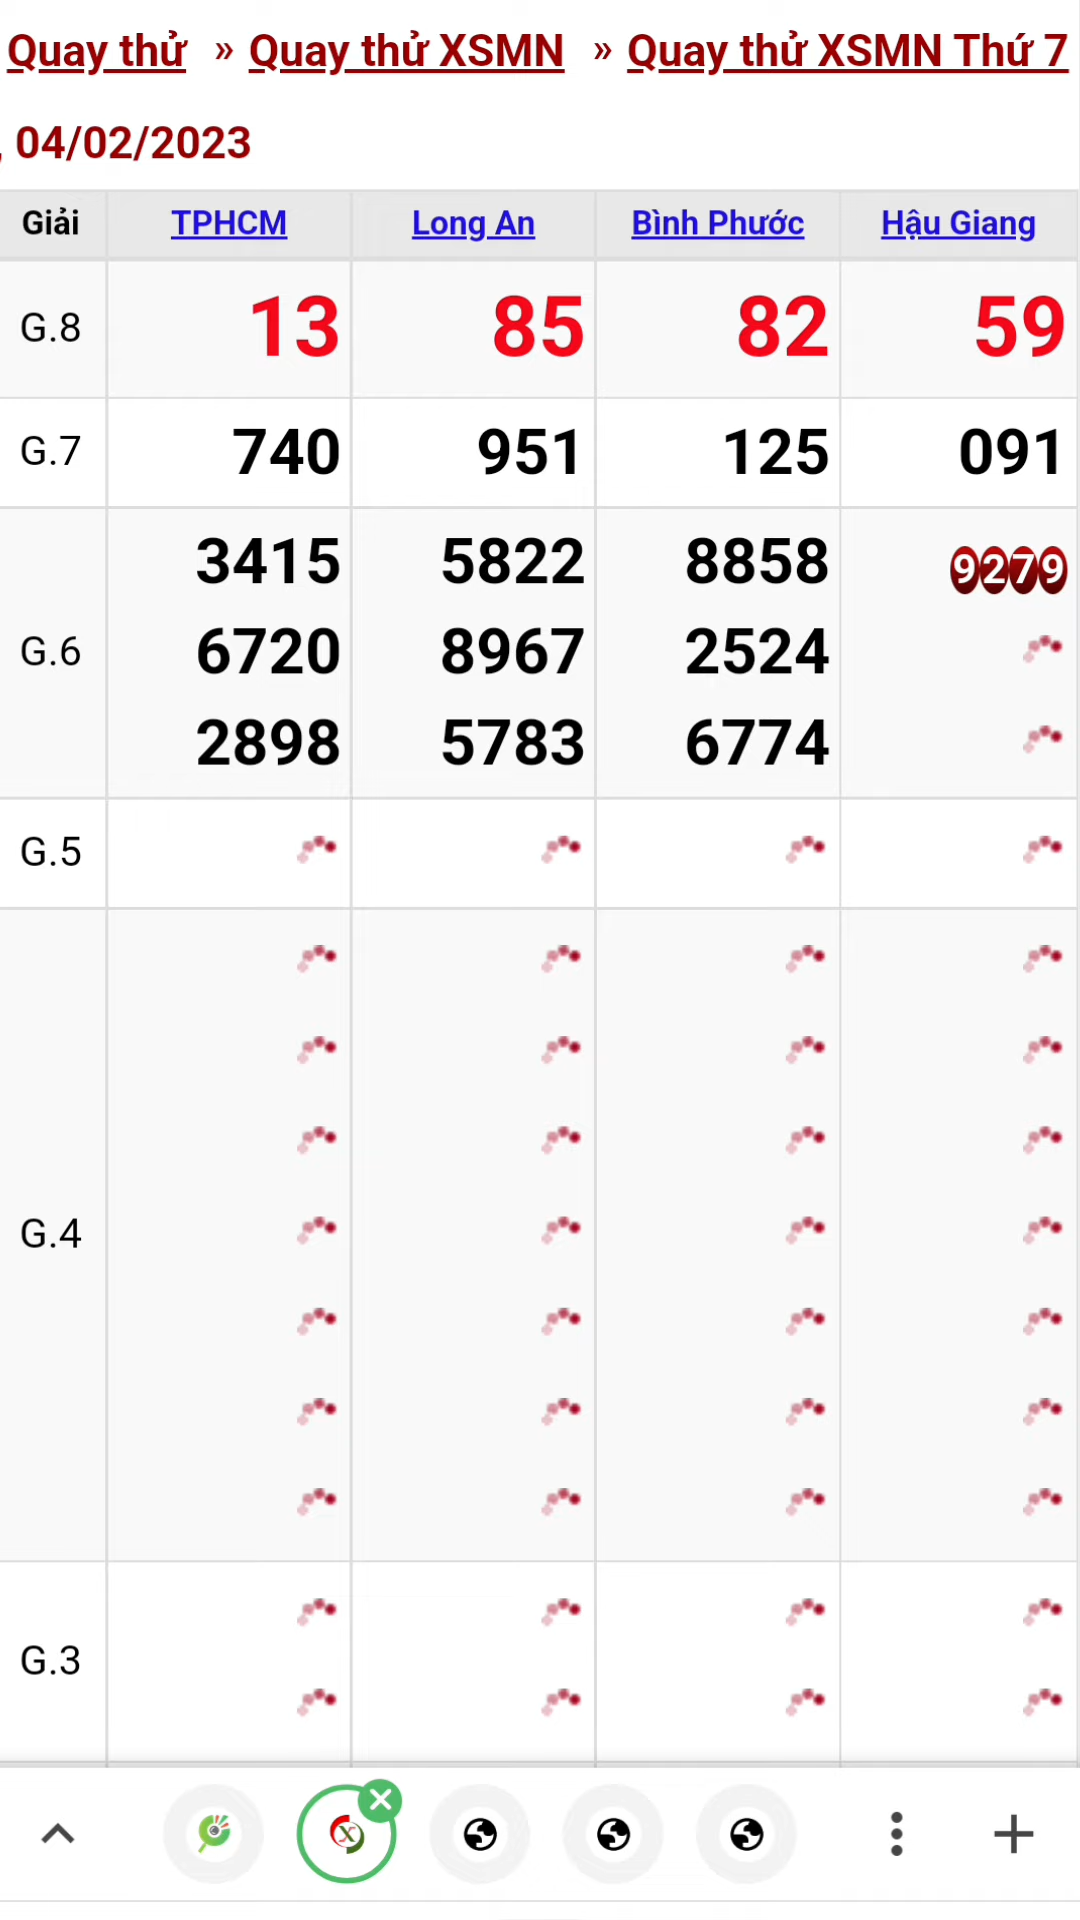 Quay thử » Quay thử XSMN » Quay thử XSMN Thứ 7
, 04/02/2023
Giải TPHCM Long An Bình Phước Hậu Giang
G.8 13 85 82 59
G.7 740 951 125 091
3415 5822 8858 9279
G.6 6720 8967 2524
2898 5783 6774
G.5
G.4
G.3